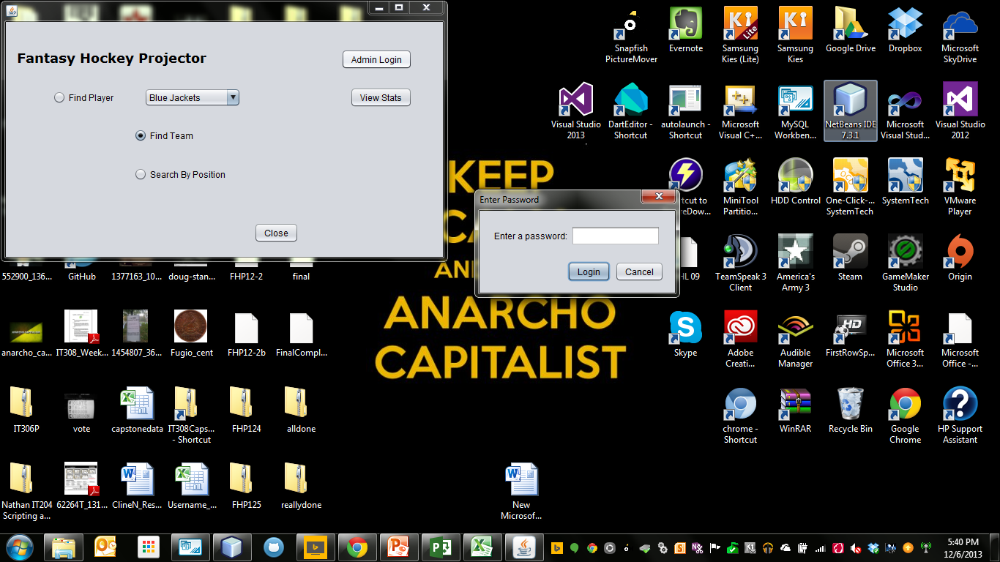 Fantasy Hockey Projector
Admin Login
Find Player
Blue Jackets
View Stats
Find Team
Search By Position
Close
Enter Password
Enter a password:
Login
Cancel
KEEP
AND
ANARCHO
CAPITALIST
Snapfish
PictureMover
Evernote
Samsung
Kies (Lite)
Samsung
Kies
Google Drive
Dropbox
Microsoft
SkyDrive
Visual Studio
2013
DartEditor -
Shortcut
autolaunch -
Shortcut
Microsoft
Visual C+...
MySQL
Workben...
NetBeans IDE
7.3.1
Microsoft
Visual Stud...
Visual Studio
2012
MiniTool
Partitio...
HDD Control
One-Click-...
SystemTech
SystemTech
VMware
Player
TeamSpeak 3
Client
America's
Army 3
Steam
GameMaker
Studio
Origin
552900_136...
GitHub
1377163_10...
doug-stan...
FHP12-2
final
anarcho_ca...
IT308_Week...
1454807_36...
Fugio_cent
FHP12-2b
FinalCompl...
Skype
Adobe
Creati...
Audible
Manager
FirstRowSp...
Microsoft
Office 3...
Microsoft
Office -...
IT306P
vote
capstonedata
IT308Caps...
- Shortcut
FHP124
alldone
chrome -
Shortcut
WinRAR
Recycle Bin
Google
Chrome
HP Support
Assistant
Nathan IT204
Scripting a...
62264T_131...
ClineN_Res...
Username_...
FHP125
reallydone
New
Microsof...
5:40 PM
12/6/2013